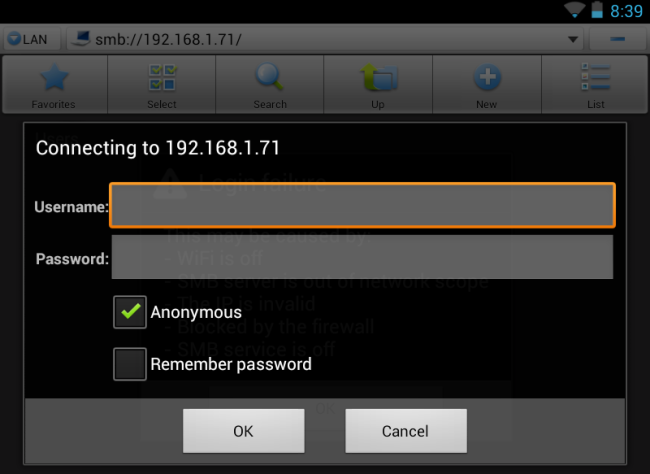 8:39
LAN
smb://192.168.1.71/
Favorites Select Search Up New List
Connecting to 192.168.1.71
Login failure
Username:
This may be caused by:
- WiFi is off
Password:
- SMB server is out of network scope
- The IP is invalid
Anonymous
- Blocked by the firewall
- SMB service is off
Remember password
OK Cancel